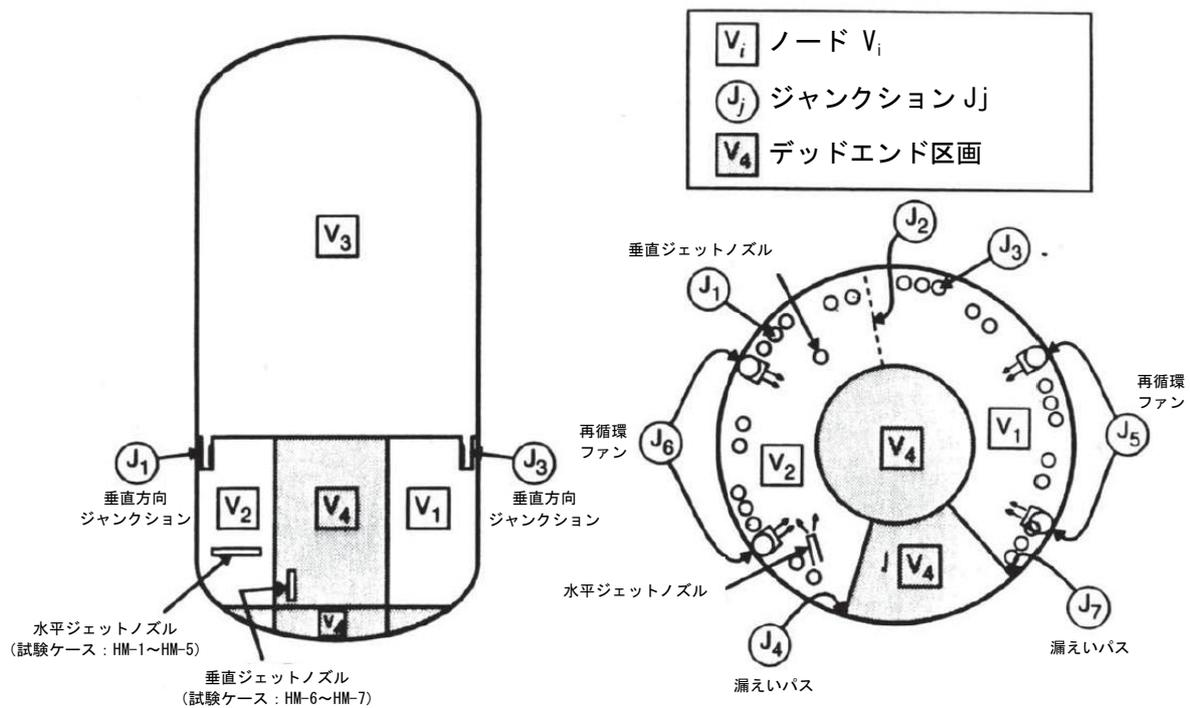 Vi ノード Vi
Jj ジャンクションJj
V4 デッドエンド区画
V3
J1
垂直方向
ジャンクション
V2
V4
V1
J3
垂直方向
ジャンクション
V4
水平ジェットノズル
(試験ケース:HM-1~HM-5)
垂直ジェットノズル
(試験ケース:HM-6~HM-7)
垂直ジェットノズル
J2
J3
J1
再循環
ファン
J6
V2
V4
V1
J5
再循環
ファン
V4
水平ジェットノズル
J4
漏えいパス
J7
漏えいパス